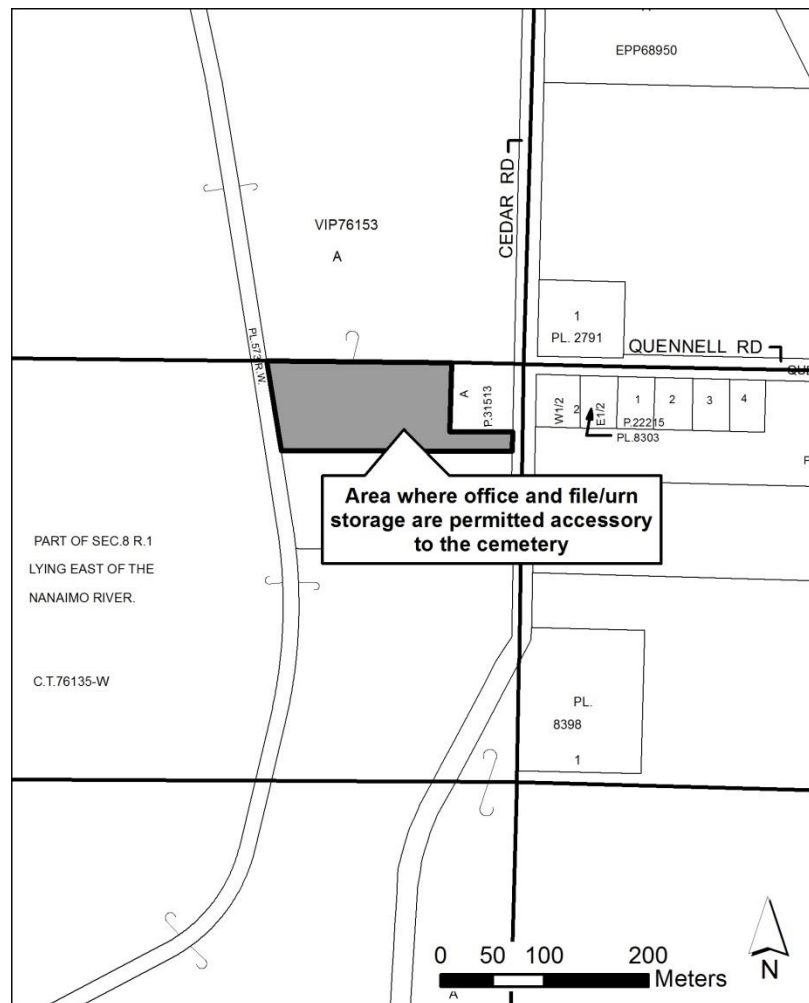 EPP68950
CEDAR RD
VIP76153
A
1
PL. 2791
QUENNELL RD
PL.573 R.W.
A
P.31513
W1/2
2
E1/2
1
2
3
4
P.22215
PL.8303
Area where office and file/urn
storage are permitted accessory
to the cemetery
PART OF SEC.8 R.1
LYING EAST OF THE
NANAIMO RIVER.
C.T.76135-W
PL.
8398
1
0 50 100 200
Meters
N
A